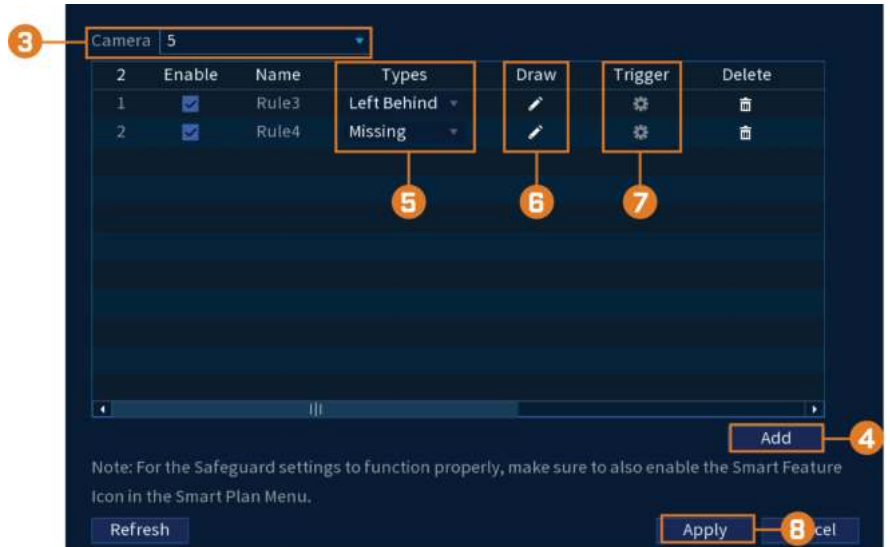 3 Camera 5
2 Enable Name Types Draw Trigger Delete
1 Rule3 Left Behind
2 Rule4 Missing
5 6 7
Add 4
Note: For the Safeguard settings to function properly, make sure to also enable the Smart Feature
Icon in the Smart Plan Menu.
Refresh Apply 8 cel